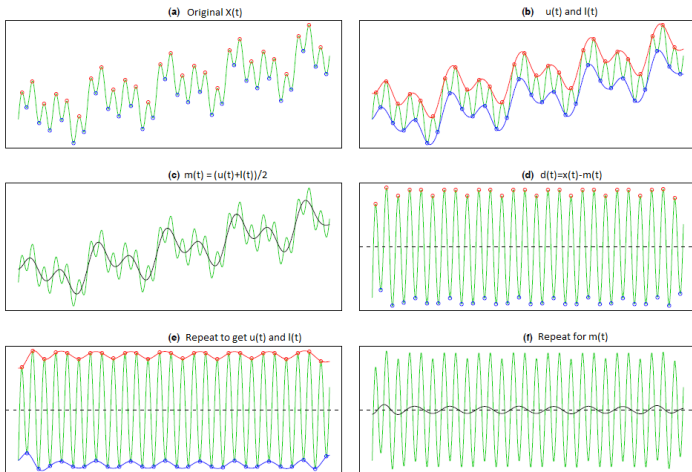 (a) Original X(t)
(b) u(t) and l(t)
(c) m(t) = (u(t)+l(t))/2
(d) d(t)=x(t)-m(t)
(e) Repeat to get u(t) and l(t)
(f) Repeat for m(t)